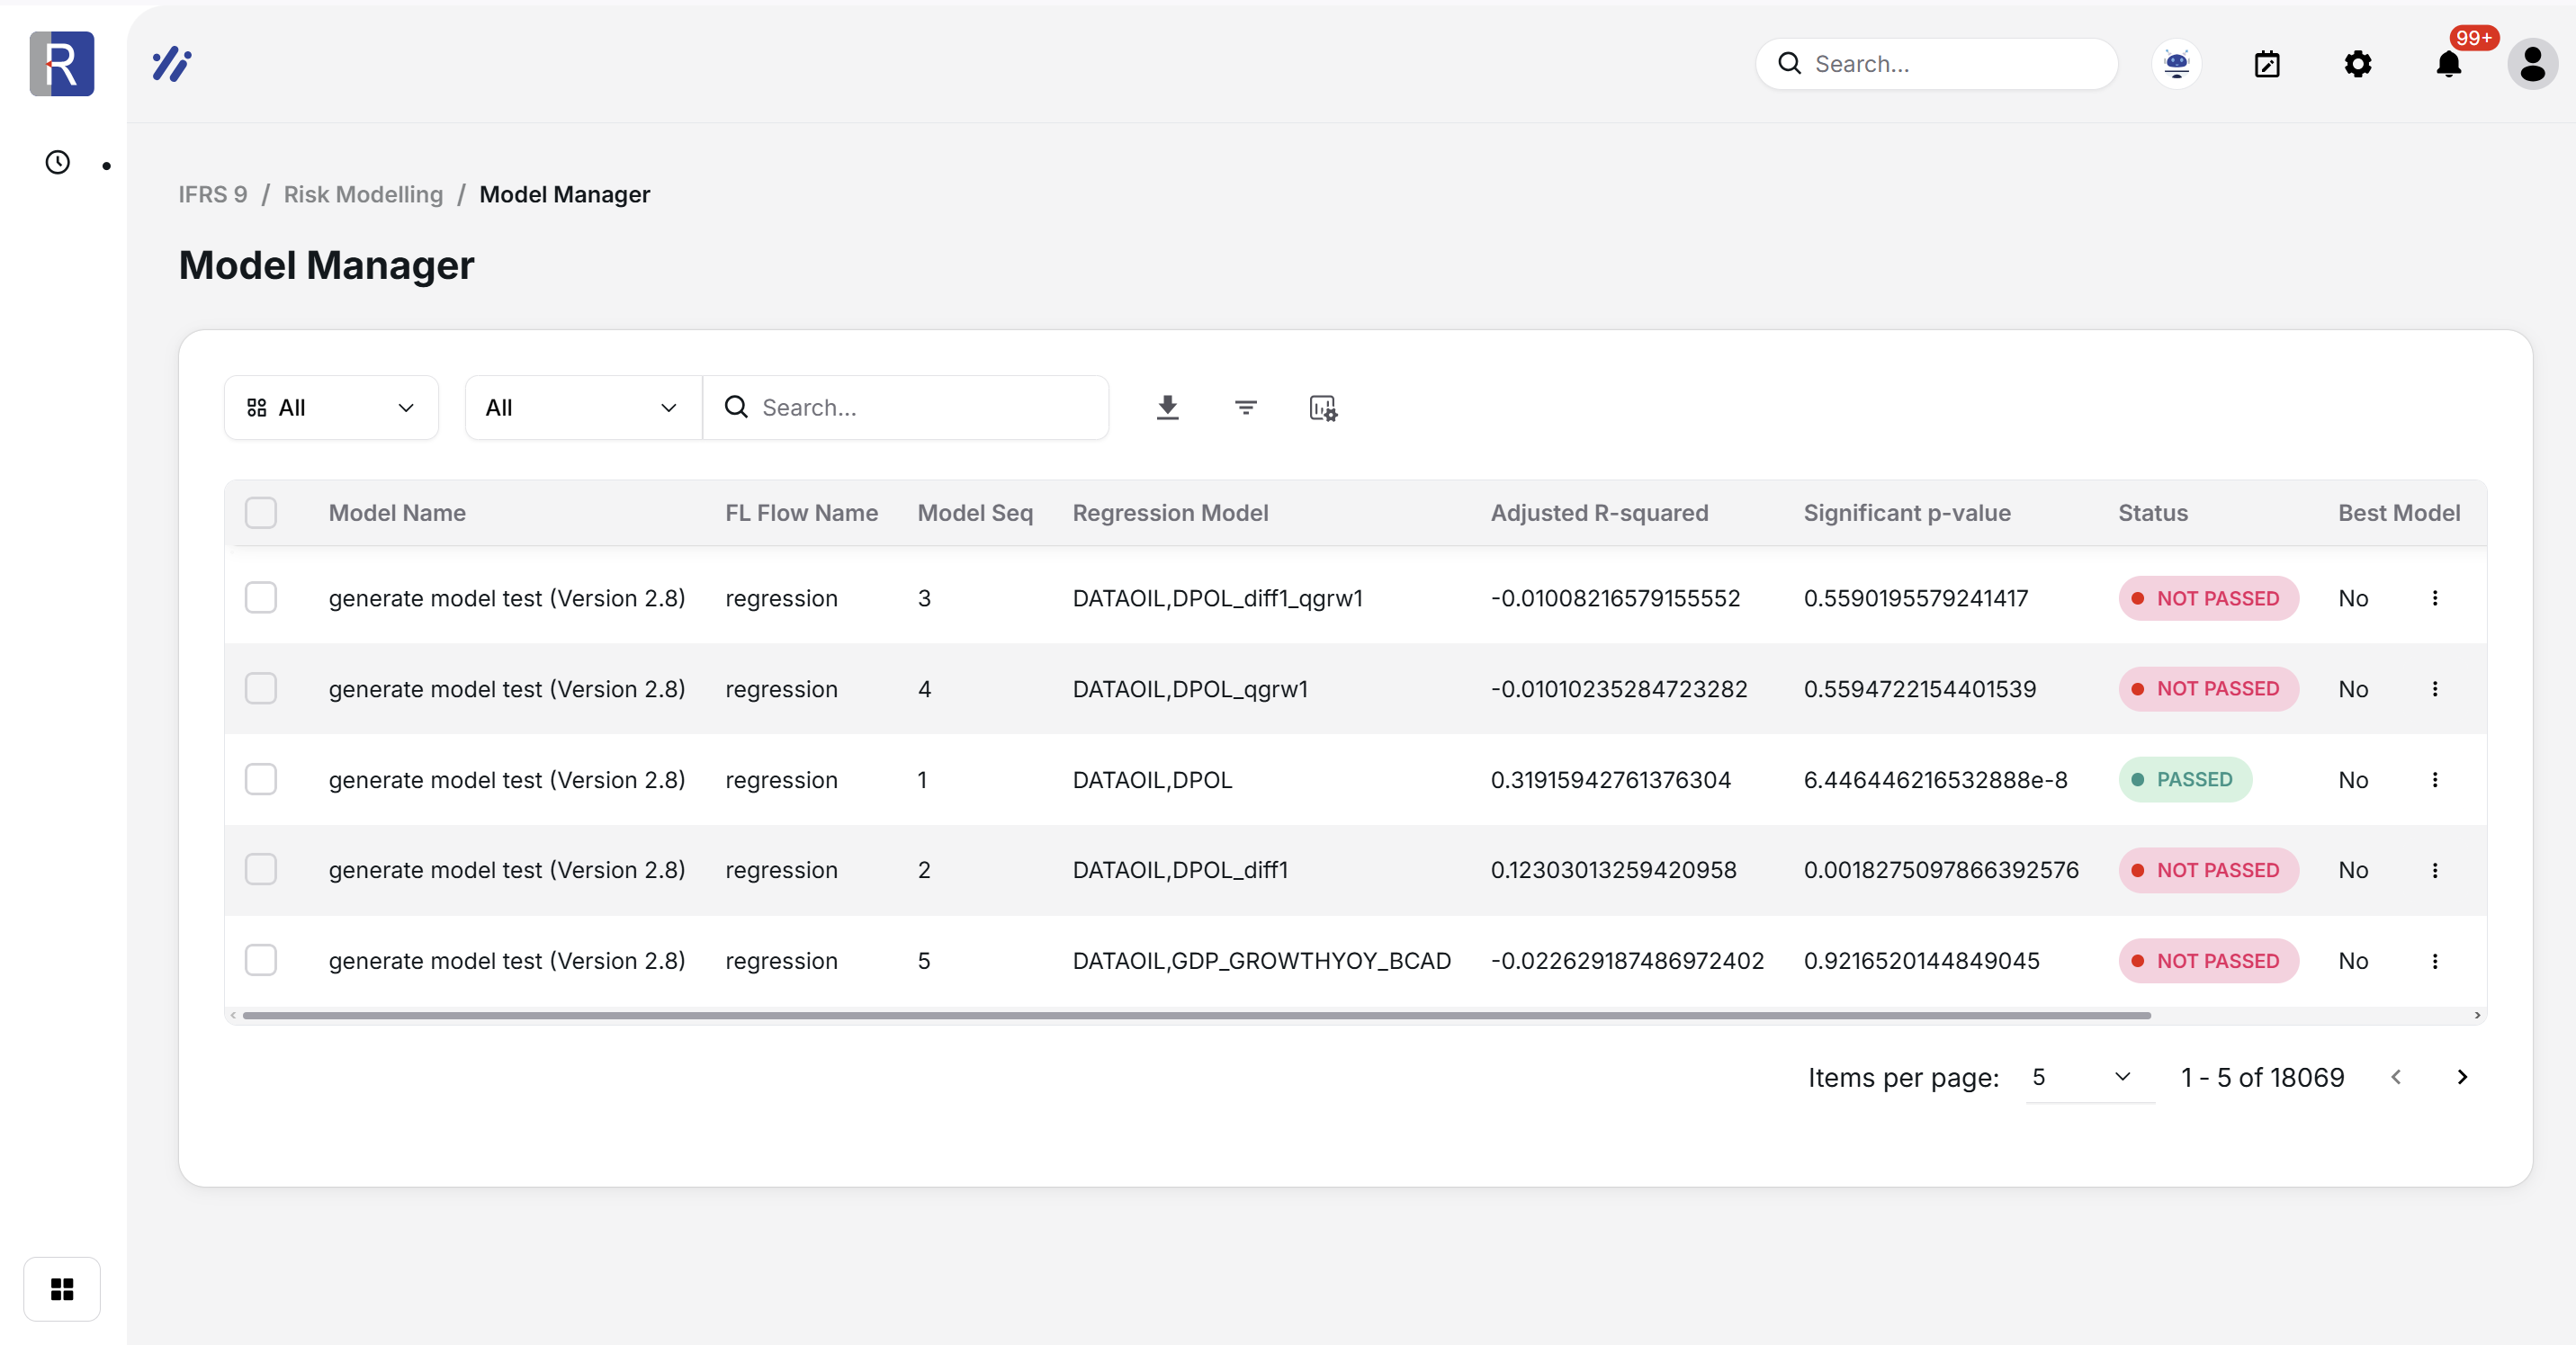 R
Search...
99+
IFRS 9 / Risk Modelling / Model Manager
Model Manager
All
All
Search...
Model Name FL Flow Name Model Seq Regression Model Adjusted R-squared Significant p-value Status Best Model
generate model test (Version 2.8) regression 3 DATAOIL,DPOL_diff1_qgrw1 -0.01008216579155552 0.5590195579241417 NOT PASSED No
generate model test (Version 2.8) regression 4 DATAOIL,DPOL_qgrw1 -0.01010235284723282 0.5594722154401539 NOT PASSED No
generate model test (Version 2.8) regression 1 DATAOIL,DPOL 0.31915942761376304 6.446446216532888e-8 PASSED No
generate model test (Version 2.8) regression 2 DATAOIL,DPOL_diff1 0.12303013259420958 0.0018275097866392576 NOT PASSED No
generate model test (Version 2.8) regression 5 DATAOIL,GDP_GROWTHYOY_BCAD -0.022629187486972402 0.9216520144849045 NOT PASSED No
Items per page: 5 1 - 5 of 18069